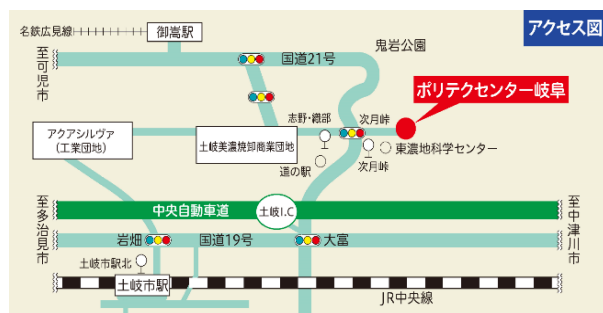 アクセス図
名鉄広見線
御嵩駅
鬼岩公園
至可児市
国道21号
ポリテクセンター岐阜
志野・織部
次月峠
アクアシルヴァ
(工業団地)
土岐美濃焼卸商業団地
道の駅
次月峠
東濃地科学センター
至多治見市
中央自動車道
土岐I.C
至中津川市
岩畑
国道19号
大富
土岐市駅北
土岐市駅
JR中央線